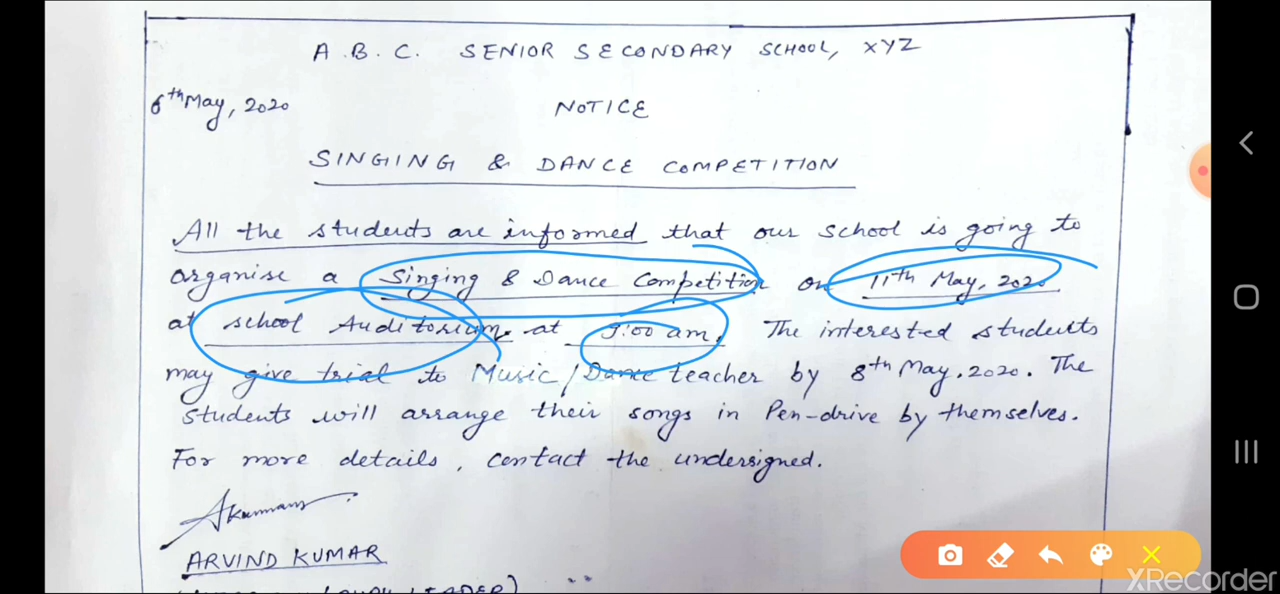 A.B.C. SENIOR SECONDARY SCHOOL, XYZ
6th May, 2020 NOTICE
SINGING & DANCE COMPETITION
All the students are informed that our school is going to
organise a Singing & Dance Competition on 11th May, 2020
at school Auditorium. at 9:00 am. The interested students
may give trial to Music/Dance teacher by 8th May, 2020. The
students will arrange their songs in Pen-drive by themselves.
For more details, contact the undersigned.
Akumar
ARVIND KUMAR
LEADER)
XRecorder